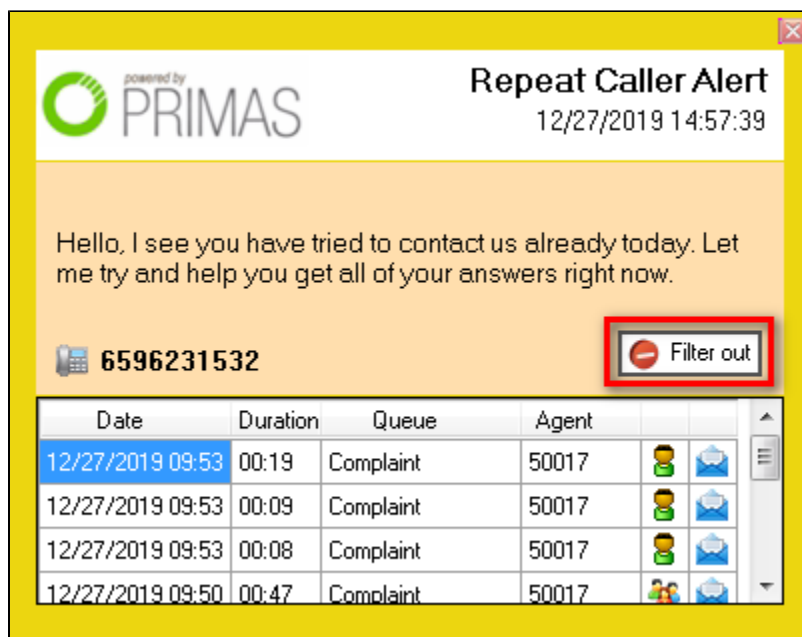 powered by
PRIMAS
Repeat Caller Alert
12/27/2019 14:57:39
Hello, I see you have tried to contact us already today. Let
me try and help you get all of your answers right now.
6596231532
Filter out
Date Duration Queue Agent
12/27/2019 09:53 00:19 Complaint 50017
12/27/2019 09:53 00:09 Complaint 50017
12/27/2019 09:53 00:08 Complaint 50017
12/27/2019 09:50 00:47 Complaint 50017